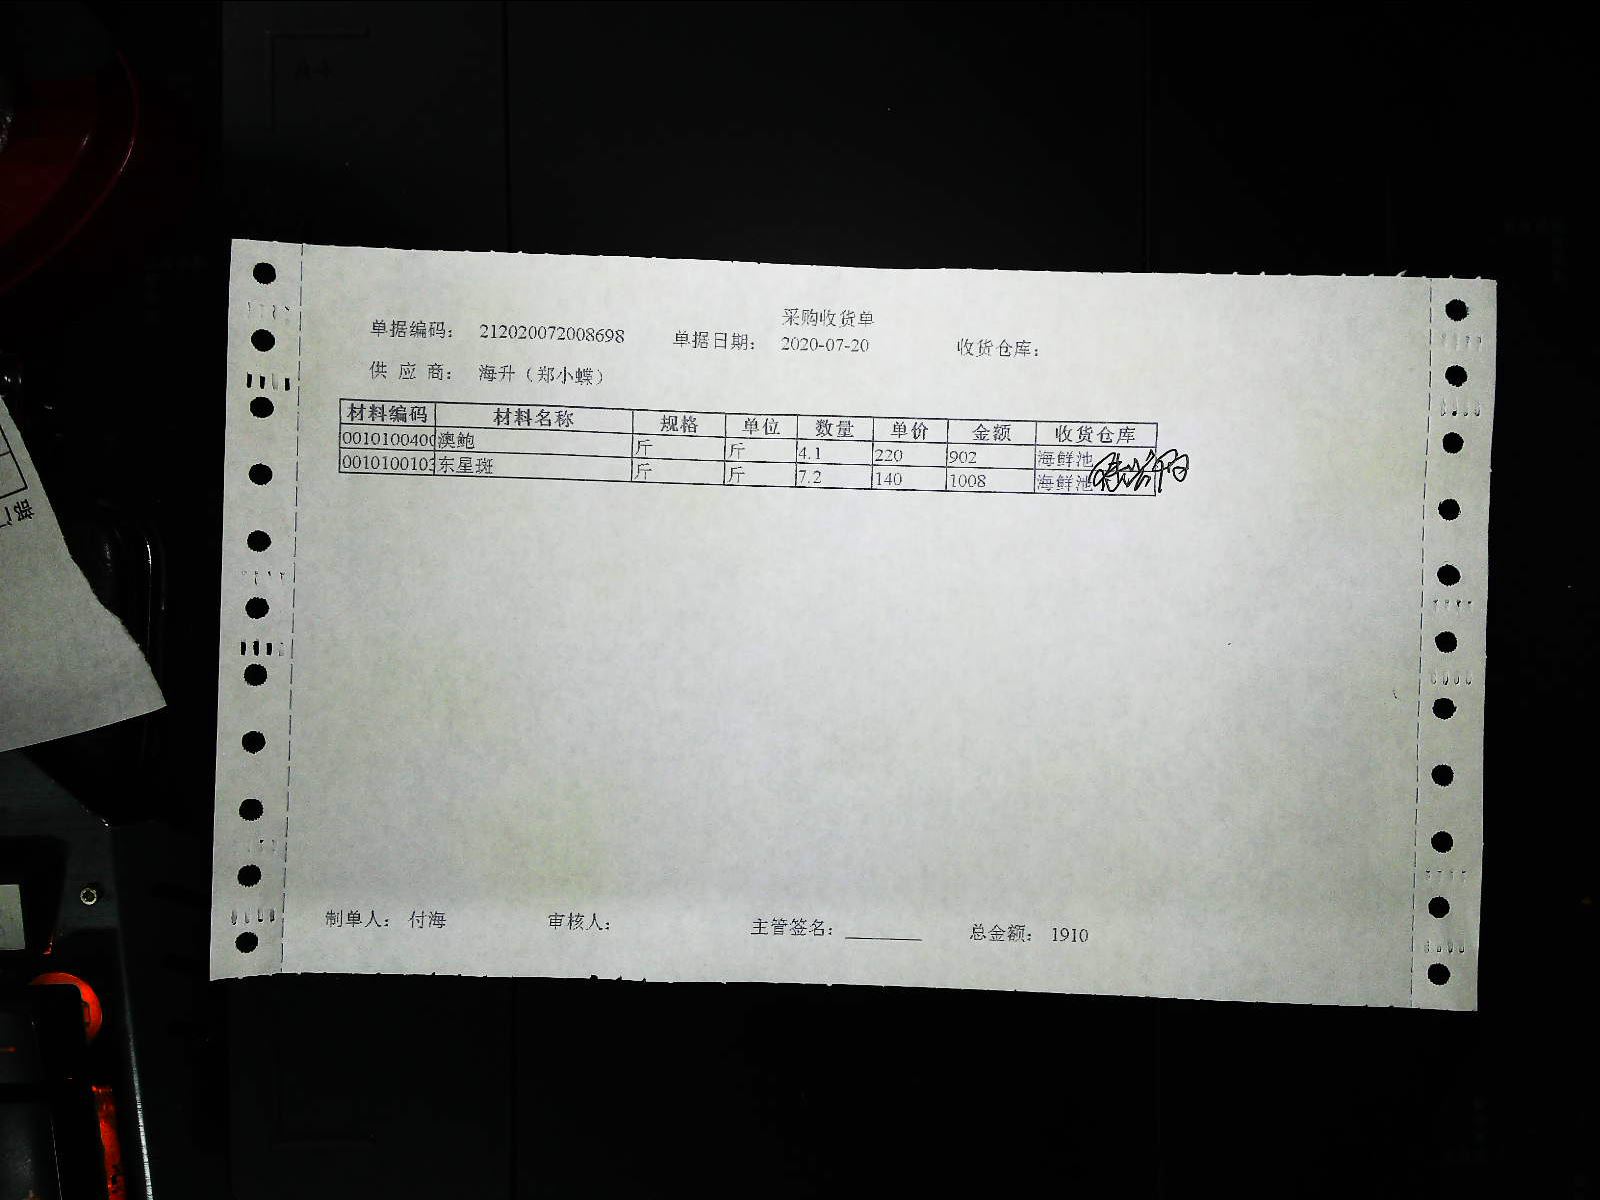 采购收货单
单据编码： 212020072008698 单据日期： 2020-07-20 收货仓库：
供 应 商： 海升（郑小蝶）
材料编码 材料名称 规格 单位 数量 单价 金额 收货仓库
0010100400 澳鲍 斤 斤 4.1 220 902 海鲜池
0010100103 东星斑 斤 斤 7.2 140 1008 海鲜池
制单人： 付海 审核人： 主管签名： 总金额： 1910